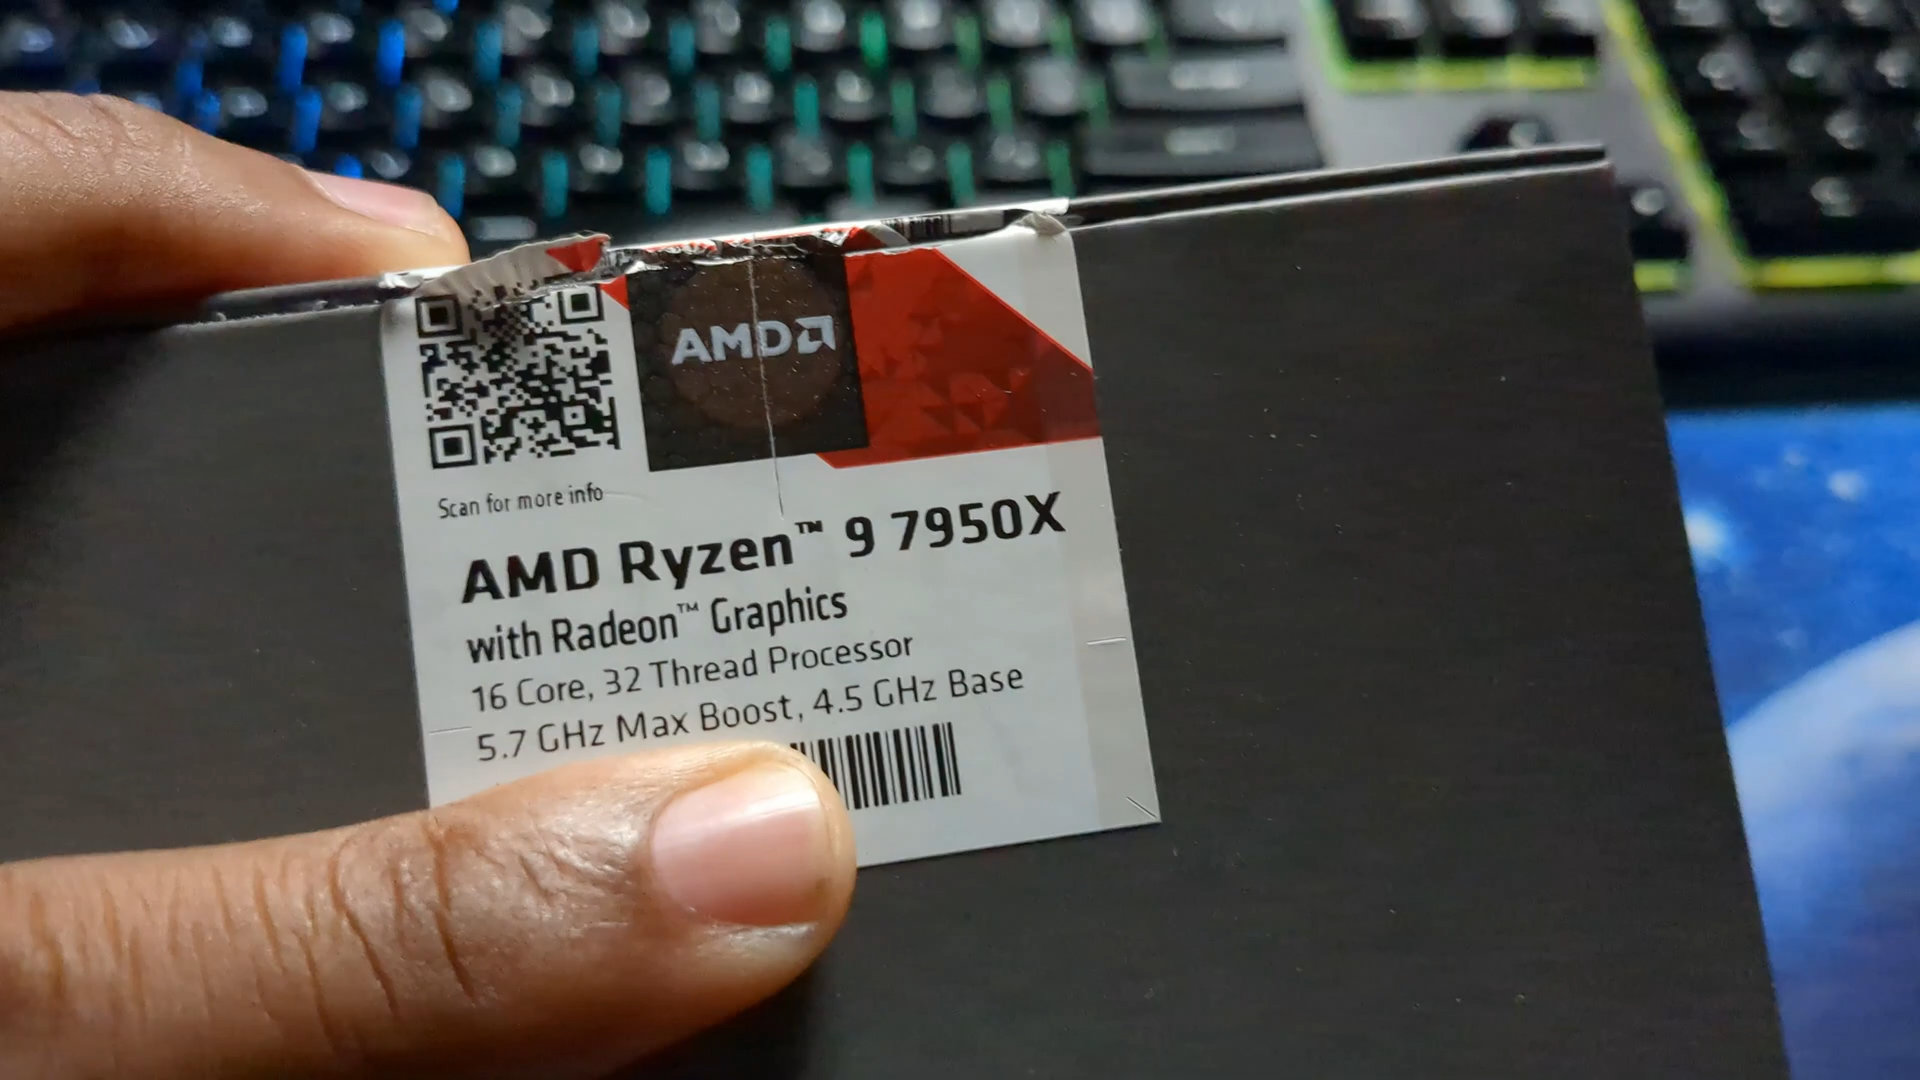 AMD
Scan for more info
AMD Ryzen™ 9 7950X
with Radeon™ Graphics
16 Core, 32 Thread Processor
5.7 GHz Max Boost, 4.5 GHz Base